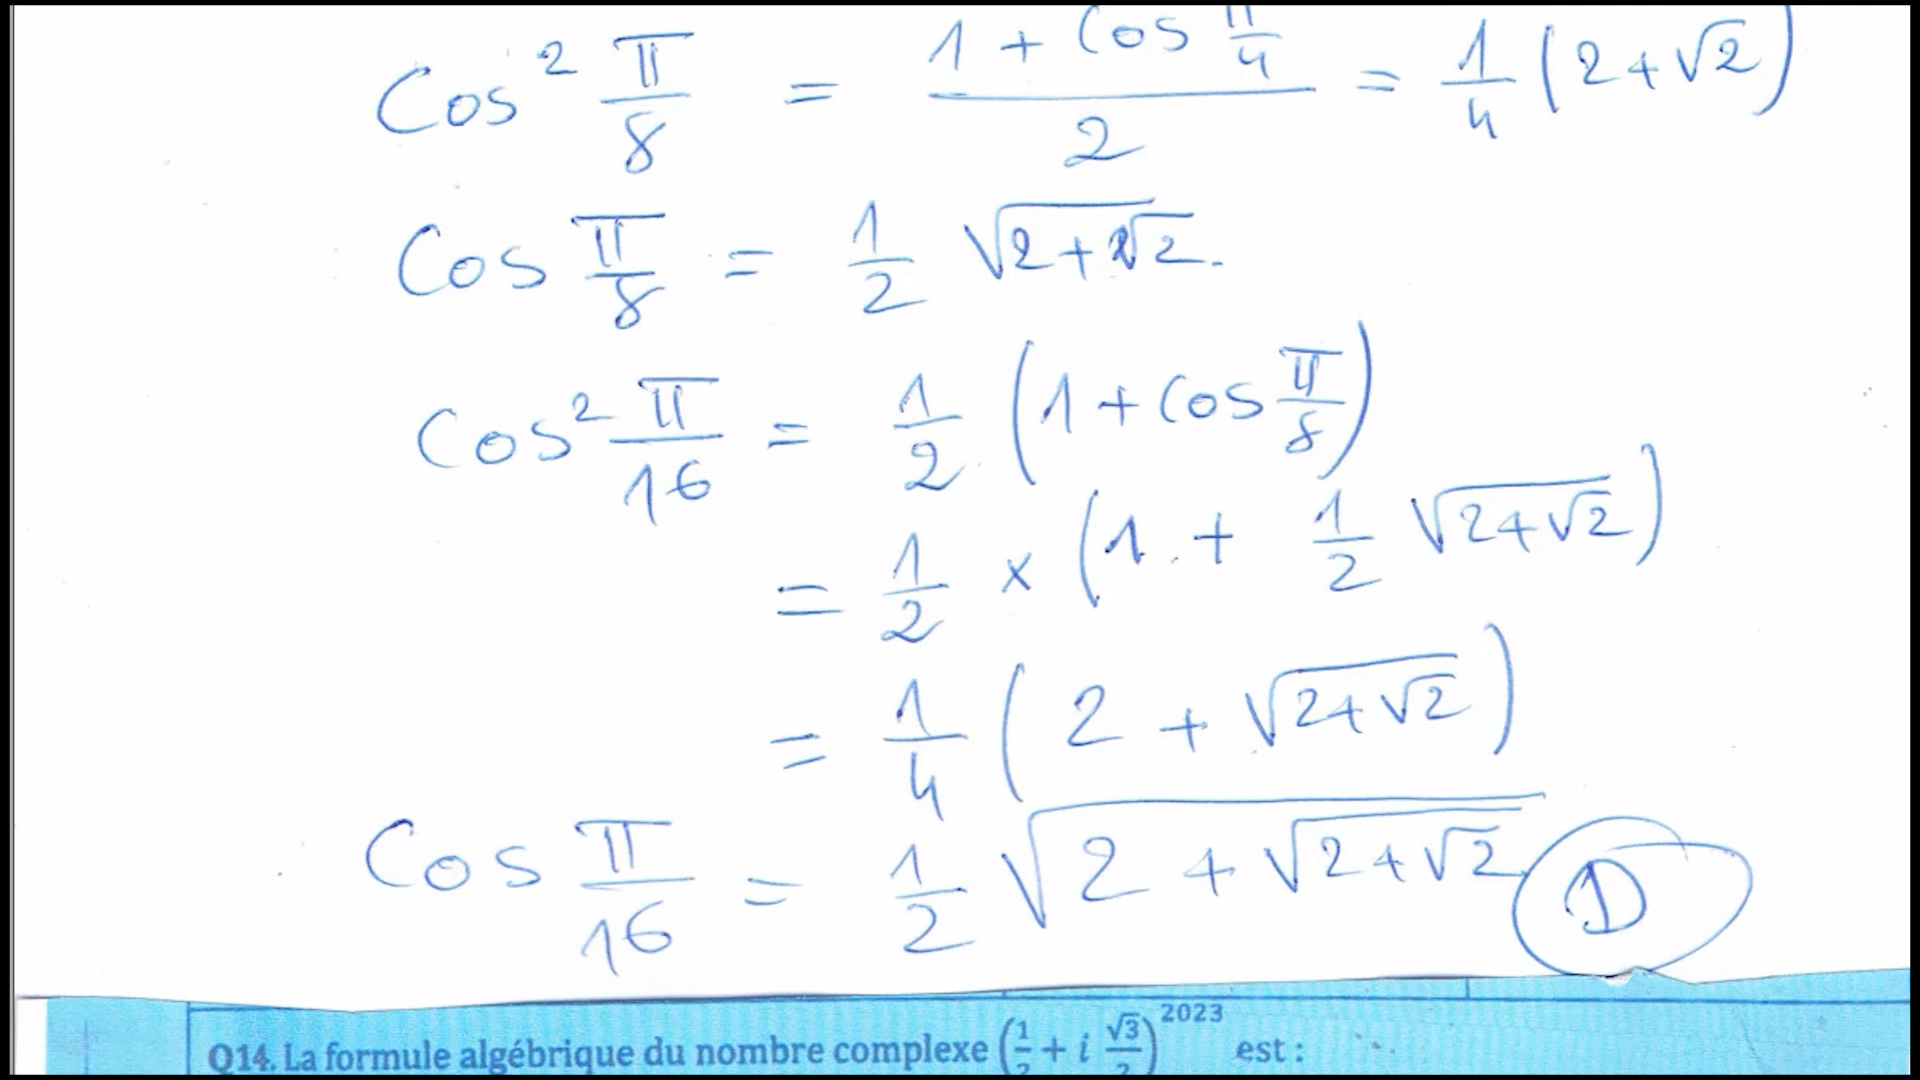 Cos² π/8 = (1 + Cos π/4)/2 = 1/4 (2+√2)
Cos π/8 = 1/2 √(2+√2).
Cos² π/16 = 1/2 (1 + Cos π/8)
= 1/2 × (1 + 1/2 √(2+√2))
= 1/4 (2 + √(2+√2))
Cos π/16 = 1/2 √(2 + √(2+√2)) D
Q14. La formule algébrique du nombre complexe (1/2 + i √3/2)^2023 est :